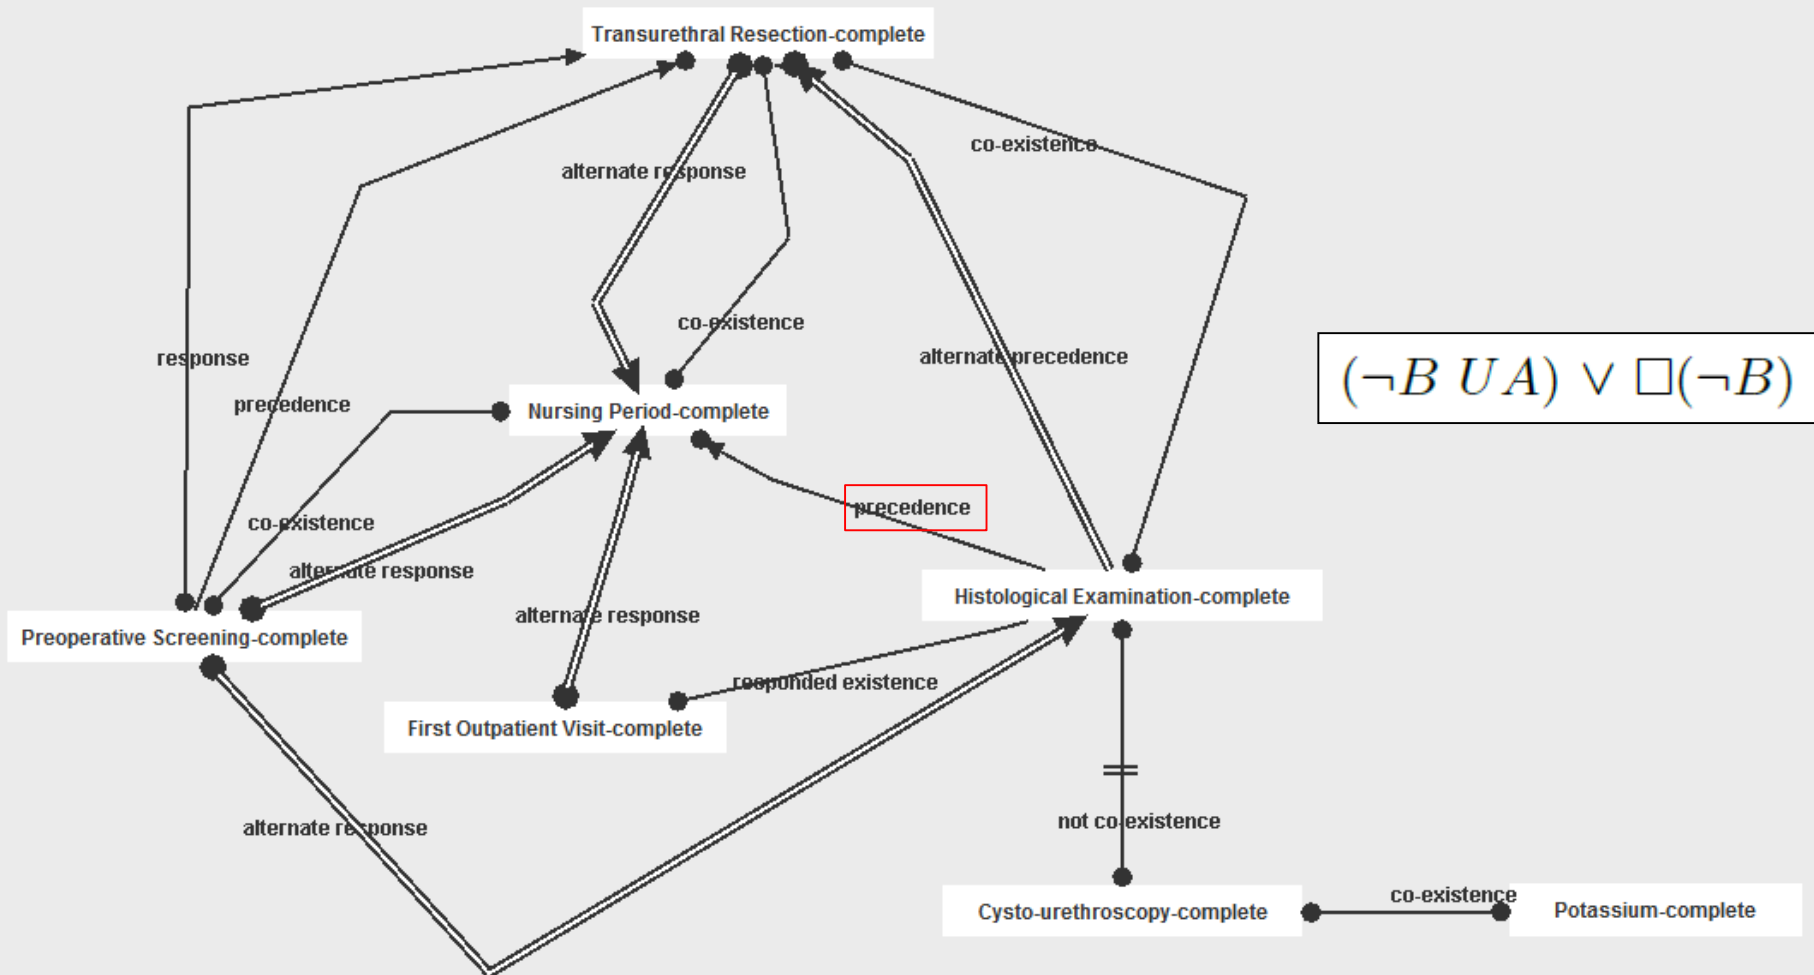 Transurethral Resection-complete
co-existence
alternate response
co-existence
response
alternate precedence
(¬B U A) ∨ □(¬B)
precedence
Nursing Period-complete
precedence
co-existence
alternate response
Histological Examination-complete
alternate response
Preoperative Screening-complete
responded existence
First Outpatient Visit-complete
not co-existence
alternate response
co-existence
Cysto-urethroscopy-complete
Potassium-complete